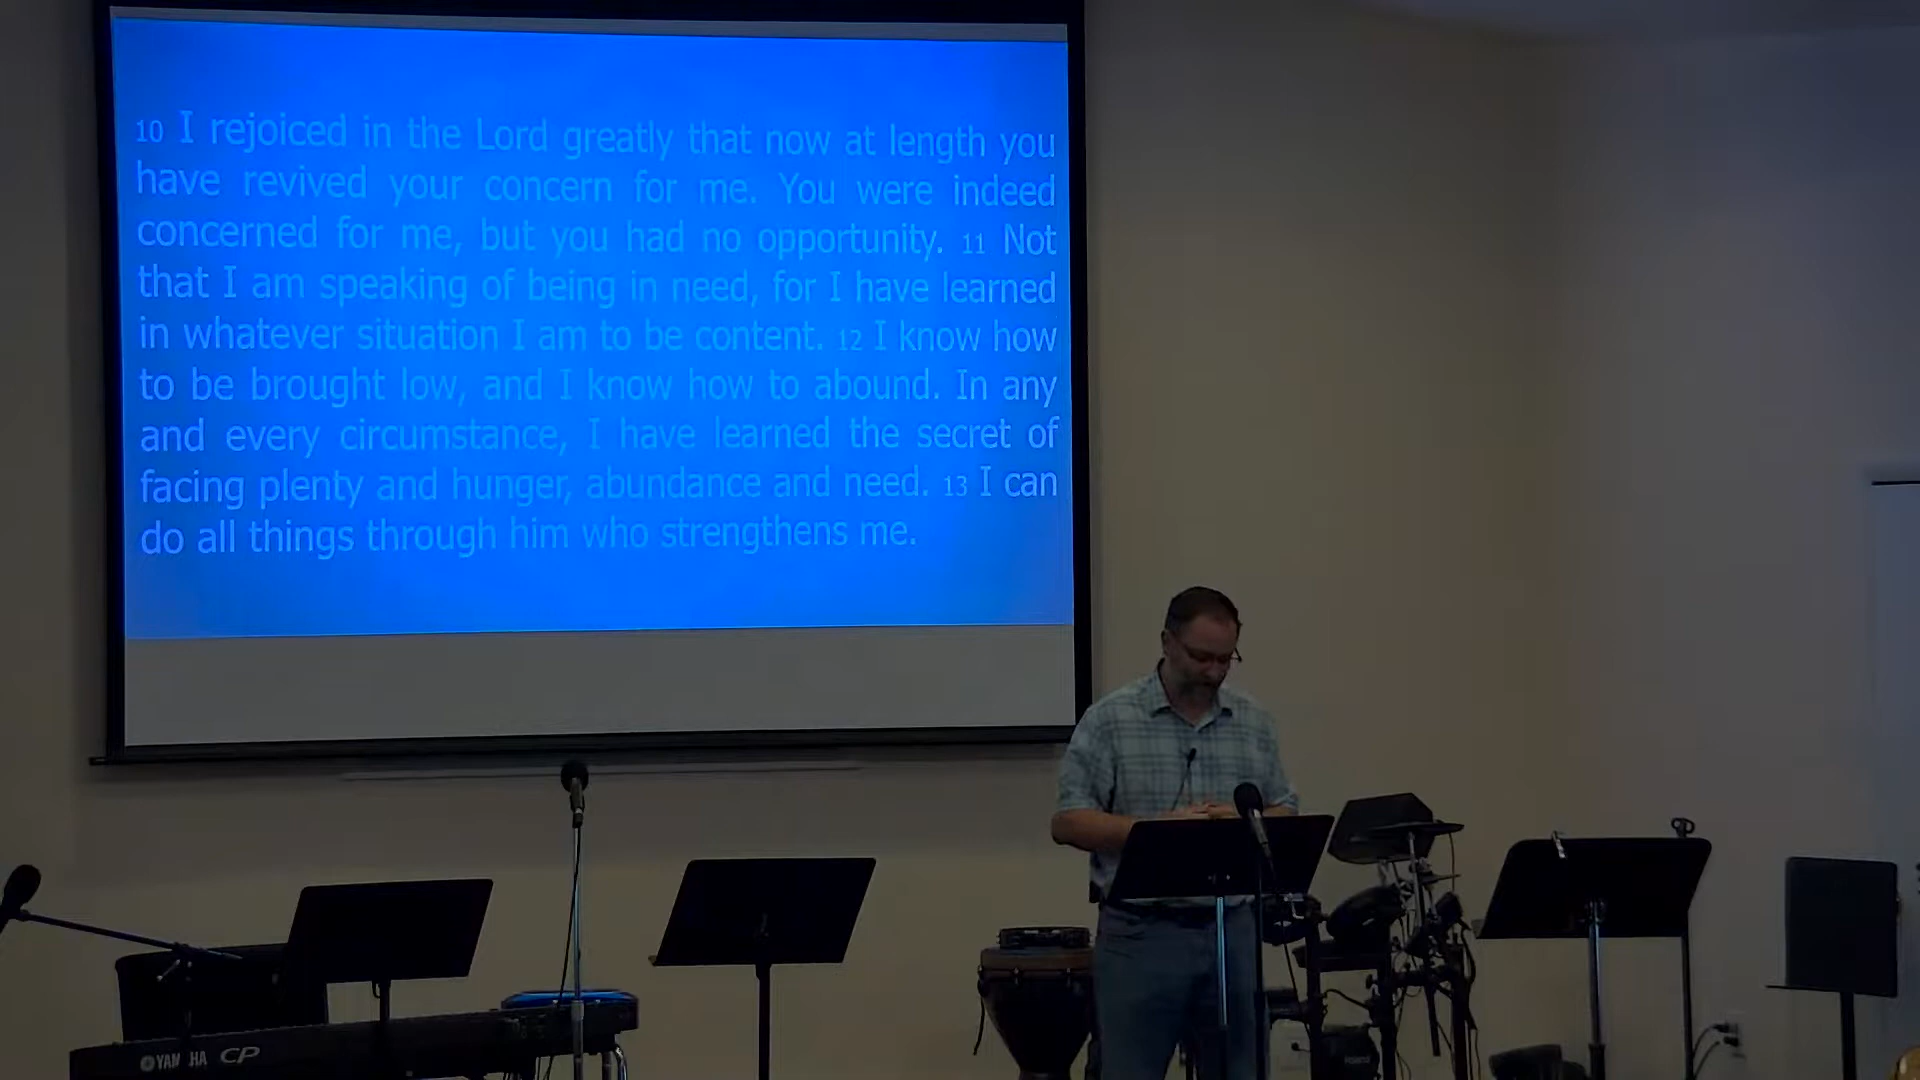 10 I rejoiced in the Lord greatly that now at length you
have revived your concern for me. You were indeed
concerned for me, but you had no opportunity. 11 Not
that I am speaking of being in need, for I have learned
in whatever situation I am to be content. 12 I know how
to be brought low, and I know how to abound. In any
and every circumstance, I have learned the secret of
facing plenty and hunger, abundance and need. 13 I can
do all things through him who strengthens me.
YAMAHA CP